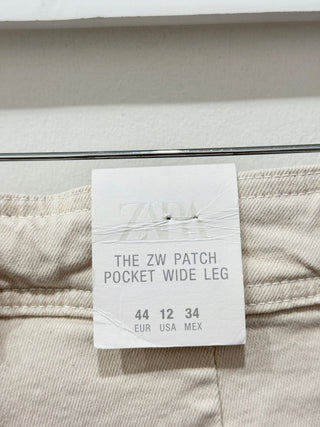 ZARA
THE ZW PATCH
POCKET WIDE LEG
44 12 34
EUR USA MEX